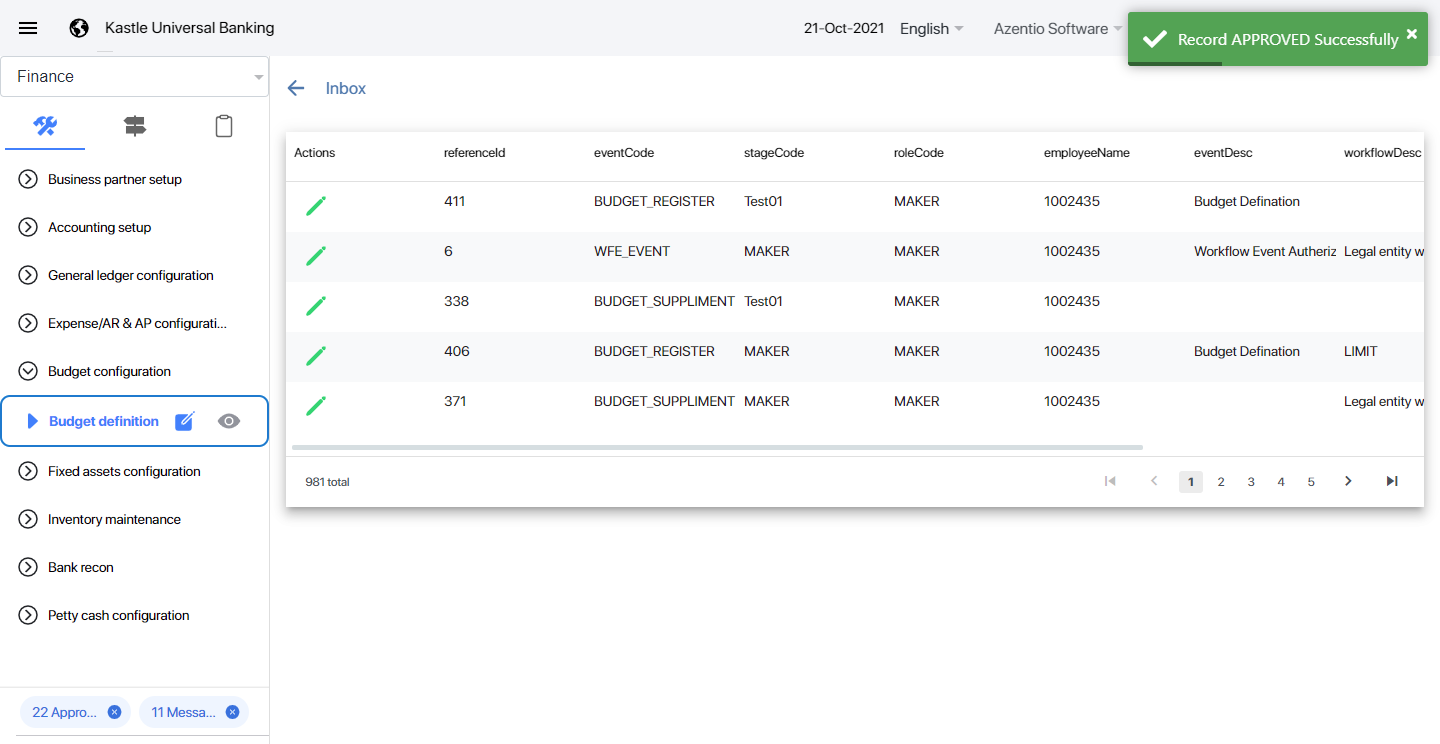 Kastle Universal Banking
21-Oct-2021
English
Azentio Software
Record APPROVED Successfully
Finance
Business partner setup
Accounting setup
General ledger configuration
Expense/AR & AP configurati...
Budget configuration
Budget definition
Fixed assets configuration
Inventory maintenance
Bank recon
Petty cash configuration
22 Appro...
11 Messa...
Inbox
Actions referenceId eventCode stageCode roleCode employeeName eventDesc workflowDesc
411 BUDGET_REGISTER Test01 MAKER 1002435 Budget Defination
6 WFE_EVENT MAKER MAKER 1002435 Workflow Event Autheriz Legal entity w
338 BUDGET_SUPPLIMENT Test01 MAKER 1002435
406 BUDGET_REGISTER MAKER MAKER 1002435 Budget Defination LIMIT
371 BUDGET_SUPPLIMENT MAKER MAKER 1002435 Legal entity w
981 total
1 2 3 4 5